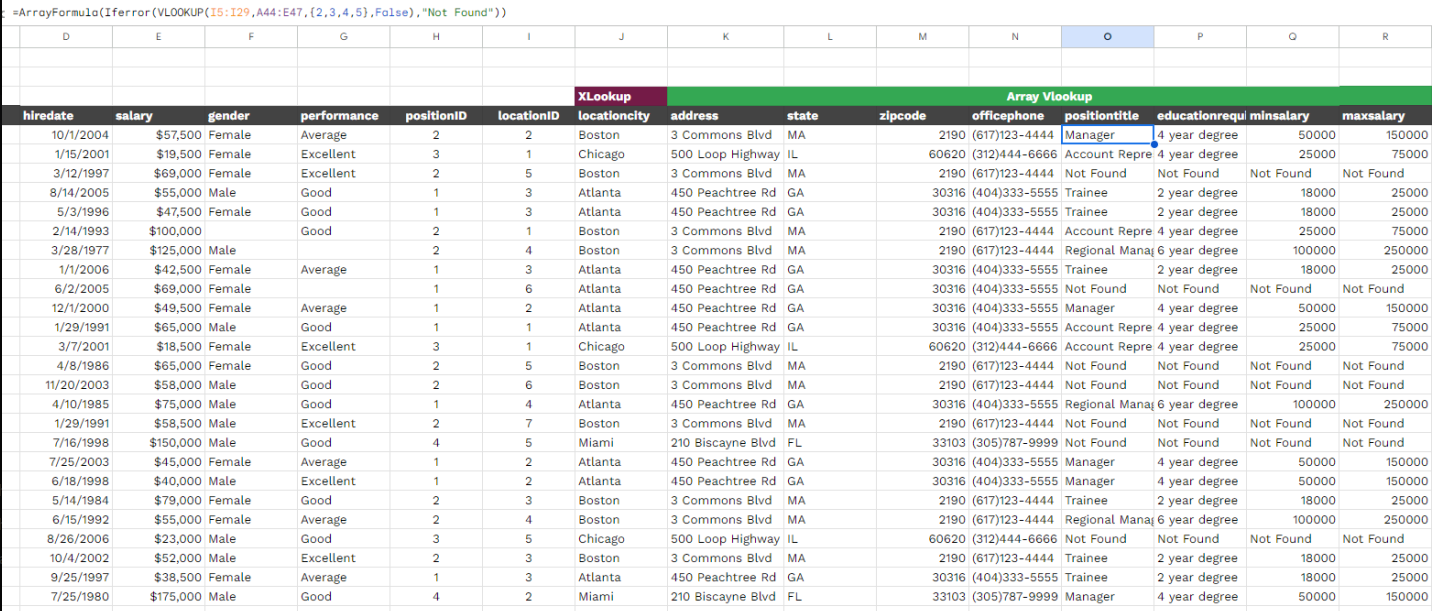 =ArrayFormula(Iferror(VLOOKUP(I5:I29,A44:E47,{2,3,4,5},False),"Not Found"))
D E F G H I J K L M N O P Q R
XLookup Array Vlookup
hiredate salary gender performance positionID locationID locationcity address state zipcode officephone positiontitle educationrequi minsalary maxsalary
10/1/2004 $57,500 Female Average 2 2 Boston 3 Commons Blvd MA 2190 (617)123-4444 Manager 4 year degree 50000 150000
1/15/2001 $19,500 Female Excellent 3 1 Chicago 500 Loop Highway IL 60620 (312)444-6666 Account Repre 4 year degree 25000 75000
3/12/1997 $69,000 Female Excellent 2 5 Boston 3 Commons Blvd MA 2190 (617)123-4444 Not Found Not Found Not Found Not Found
8/14/2005 $55,000 Male Good 1 3 Atlanta 450 Peachtree Rd GA 30316 (404)333-5555 Trainee 2 year degree 18000 25000
5/3/1996 $47,500 Female Good 1 3 Atlanta 450 Peachtree Rd GA 30316 (404)333-5555 Trainee 2 year degree 18000 25000
2/14/1993 $100,000 Good 2 1 Boston 3 Commons Blvd MA 2190 (617)123-4444 Account Repre 4 year degree 25000 75000
3/28/1977 $125,000 Male 2 4 Boston 3 Commons Blvd MA 2190 (617)123-4444 Regional Manag 6 year degree 100000 250000
1/1/2006 $42,500 Female Average 1 3 Atlanta 450 Peachtree Rd GA 30316 (404)333-5555 Trainee 2 year degree 18000 25000
6/2/2005 $69,000 Female 1 6 Atlanta 450 Peachtree Rd GA 30316 (404)333-5555 Not Found Not Found Not Found Not Found
12/1/2000 $49,500 Female Average 1 2 Atlanta 450 Peachtree Rd GA 30316 (404)333-5555 Manager 4 year degree 50000 150000
1/29/1991 $65,000 Male Good 1 1 Atlanta 450 Peachtree Rd GA 30316 (404)333-5555 Account Repre 4 year degree 25000 75000
3/7/2001 $18,500 Female Excellent 3 1 Chicago 500 Loop Highway IL 60620 (312)444-6666 Account Repre 4 year degree 25000 75000
4/8/1986 $65,000 Female Good 2 5 Boston 3 Commons Blvd MA 2190 (617)123-4444 Not Found Not Found Not Found Not Found
11/20/2003 $58,000 Male Good 2 6 Boston 3 Commons Blvd MA 2190 (617)123-4444 Not Found Not Found Not Found Not Found
4/10/1985 $75,000 Male Good 1 4 Atlanta 450 Peachtree Rd GA 30316 (404)333-5555 Regional Manag 6 year degree 100000 250000
1/29/1991 $58,500 Male Excellent 2 7 Boston 3 Commons Blvd MA 2190 (617)123-4444 Not Found Not Found Not Found Not Found
7/16/1998 $150,000 Male Good 4 5 Miami 210 Biscayne Blvd FL 33103 (305)787-9999 Not Found Not Found Not Found Not Found
7/25/2003 $45,000 Female Average 1 2 Atlanta 450 Peachtree Rd GA 30316 (404)333-5555 Manager 4 year degree 50000 150000
6/18/1998 $40,000 Male Excellent 1 2 Atlanta 450 Peachtree Rd GA 30316 (404)333-5555 Manager 4 year degree 50000 150000
5/14/1984 $79,000 Female Good 2 3 Boston 3 Commons Blvd MA 2190 (617)123-4444 Trainee 2 year degree 18000 25000
6/15/1992 $55,000 Female Average 2 4 Boston 3 Commons Blvd MA 2190 (617)123-4444 Regional Manag 6 year degree 100000 250000
8/26/2006 $23,000 Male Good 3 5 Chicago 500 Loop Highway IL 60620 (312)444-6666 Not Found Not Found Not Found Not Found
10/4/2002 $52,000 Male Excellent 2 3 Boston 3 Commons Blvd MA 2190 (617)123-4444 Trainee 2 year degree 18000 25000
9/25/1997 $38,500 Female Average 1 3 Atlanta 450 Peachtree Rd GA 30316 (404)333-5555 Trainee 2 year degree 18000 25000
7/25/1980 $175,000 Male Good 4 2 Miami 210 Biscayne Blvd FL 33103 (305)787-9999 Manager 4 year degree 50000 150000